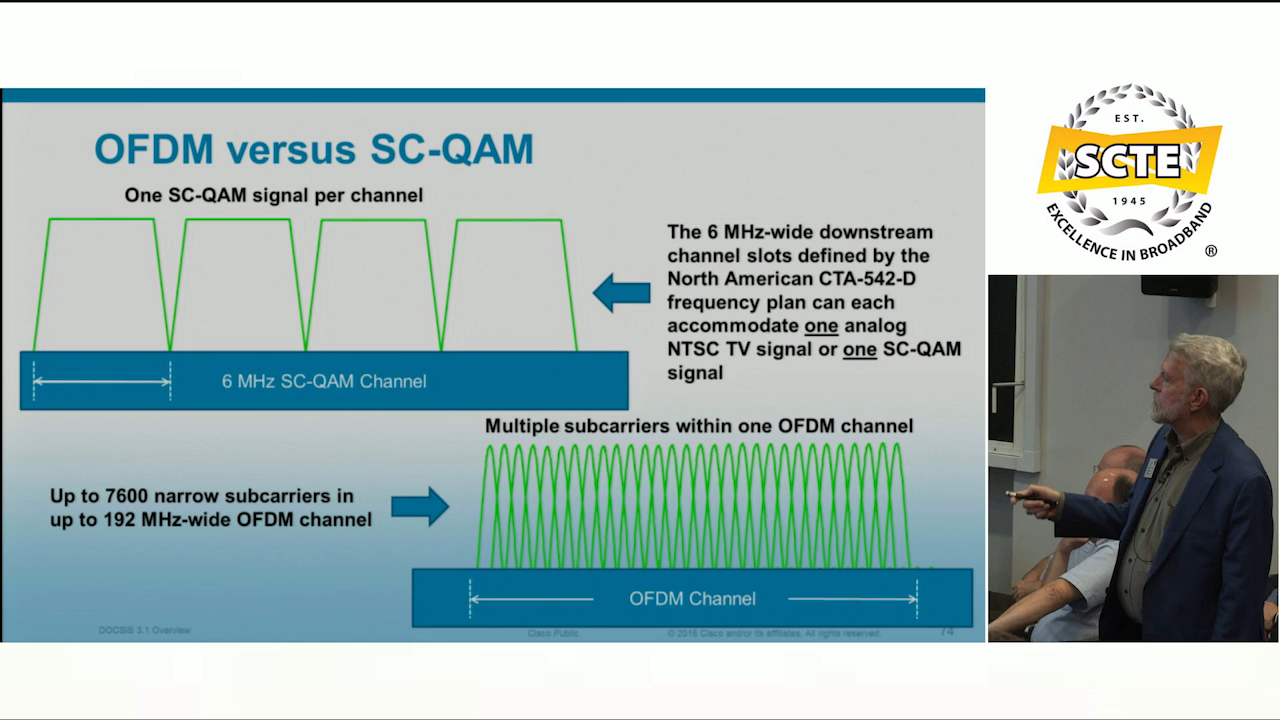 OFDM versus SC-QAM
One SC-QAM signal per channel
The 6 MHz-wide downstream
channel slots defined by the
North American CTA-542-D
frequency plan can each
accommodate one analog
NTSC TV signal or one SC-QAM
signal
6 MHz SC-QAM Channel
Multiple subcarriers within one OFDM channel
Up to 7600 narrow subcarriers in
up to 192 MHz-wide OFDM channel
OFDM Channel
DOCSIS 3.1 Overview
Cisco Public
© 2016 Cisco and/or its affiliates. All rights reserved.
74
EST.
SCTE
1945
EXCELLENCE IN BROADBAND
®